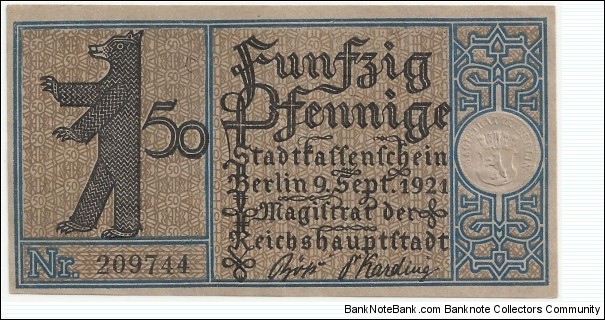 Funfzig
50 Pfennige
Stadtkassenschein
Berlin 9. Sept. 1921
Magistrat der
Reichshauptstadt
Nr. 209744
BankNoteBank.com - Banknote Collectors Community